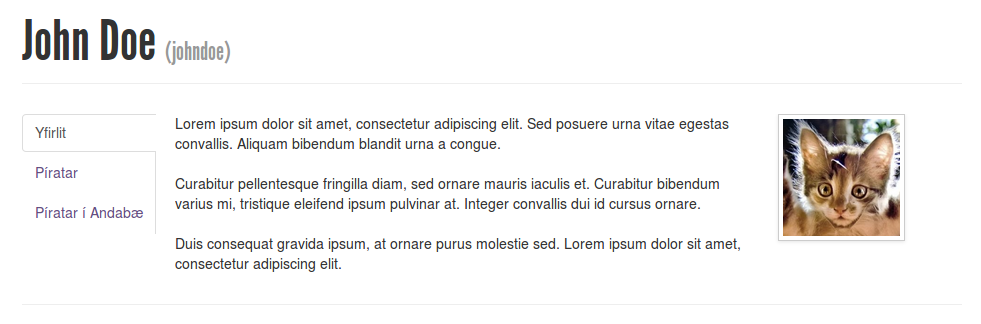 John Doe (johndoe)
Yfirlit
Píratar
Píratar í Andabæ
Lorem ipsum dolor sit amet, consectetur adipiscing elit. Sed posuere urna vitae egestas
convallis. Aliquam bibendum blandit urna a congue.
Curabitur pellentesque fringilla diam, sed ornare mauris iaculis et. Curabitur bibendum
varius mi, tristique eleifend ipsum pulvinar at. Integer convallis dui id cursus ornare.
Duis consequat gravida ipsum, at ornare purus molestie sed. Lorem ipsum dolor sit amet,
consectetur adipiscing elit.